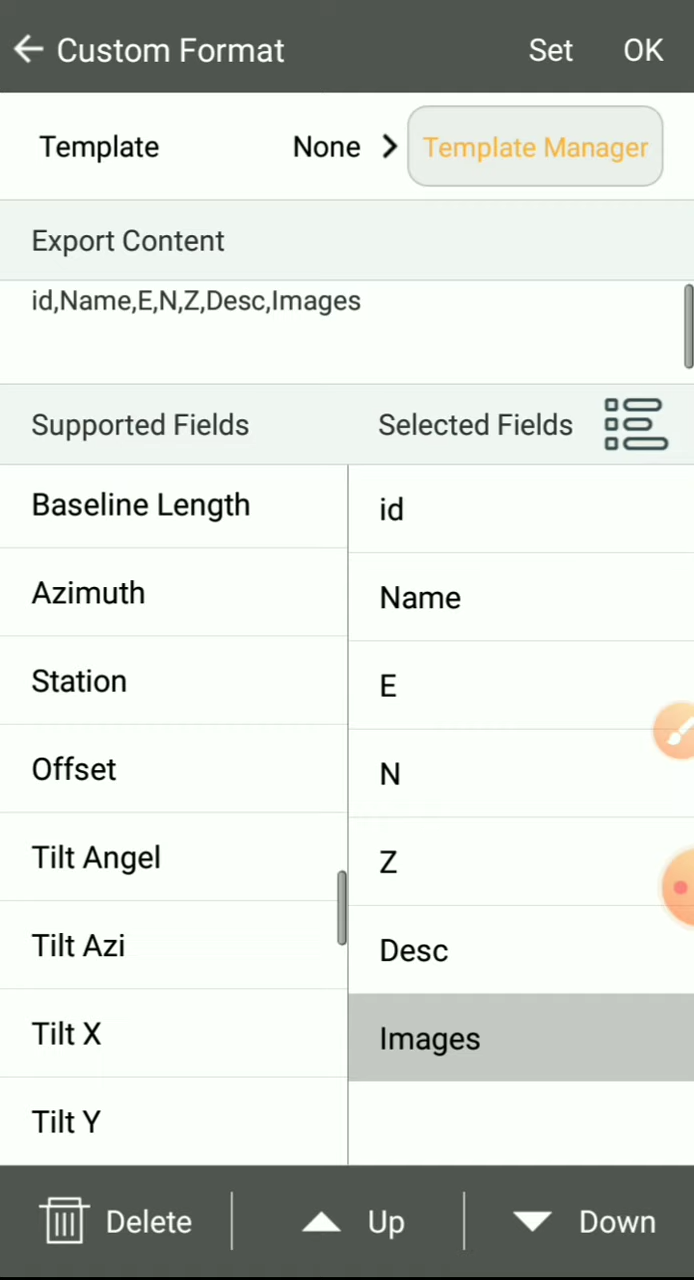 Custom Format Set OK
Template None Template Manager
Export Content
id,Name,E,N,Z,Desc,Images
Supported Fields Selected Fields
Baseline Length id
Azimuth Name
Station E
Offset N
Tilt Angel Z
Tilt Azi Desc
Tilt X Images
Tilt Y
Delete Up Down